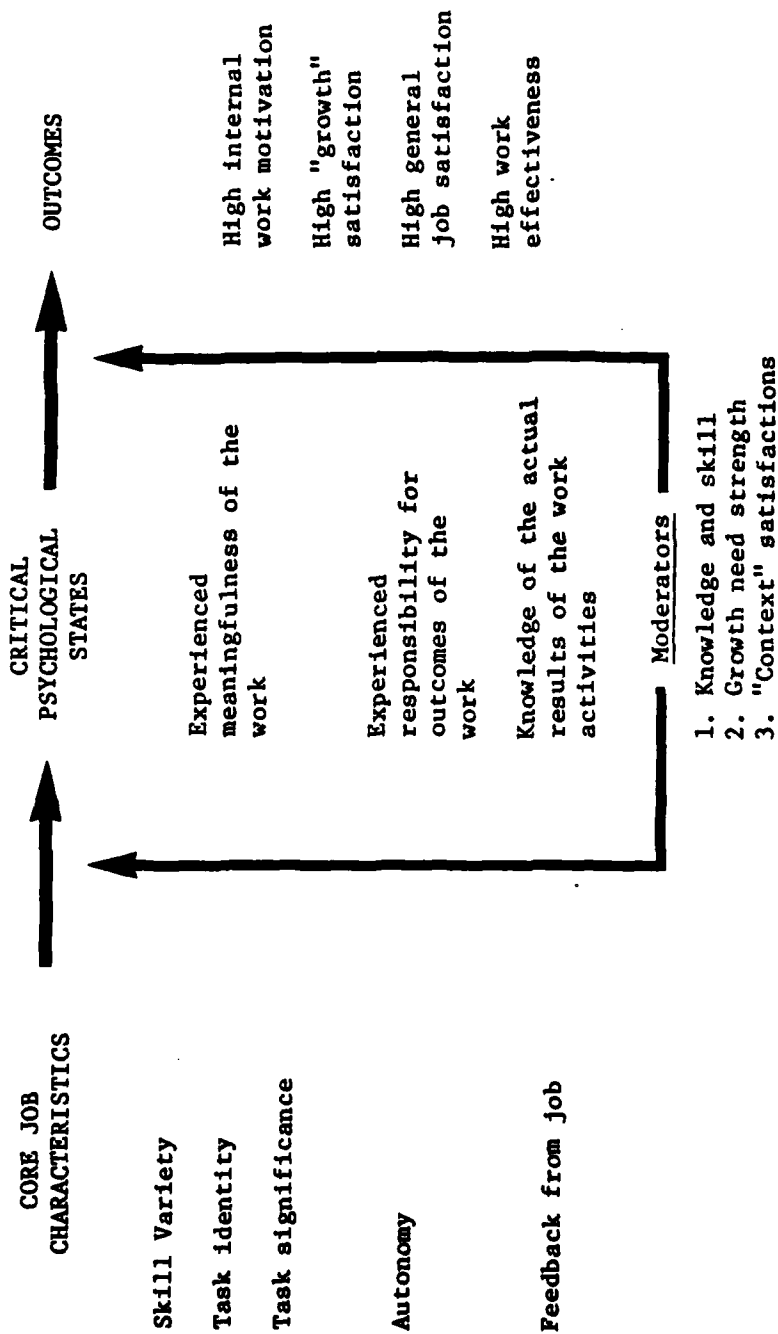 CORE JOB
CHARACTERISTICS
Skill Variety
Task identity
Task significance
Autonomy
Feedback from job
CRITICAL
PSYCHOLOGICAL
STATES
Experienced
meaningfulness of the
work
Experienced
responsibility for
outcomes of the
work
Knowledge of the actual
results of the work
activities
OUTCOMES
High internal
work motivation
High "growth"
satisfaction
High general
job satisfaction
High work
effectiveness
Moderators
1. Knowledge and skill
2. Growth need strength
3. "Context" satisfactions